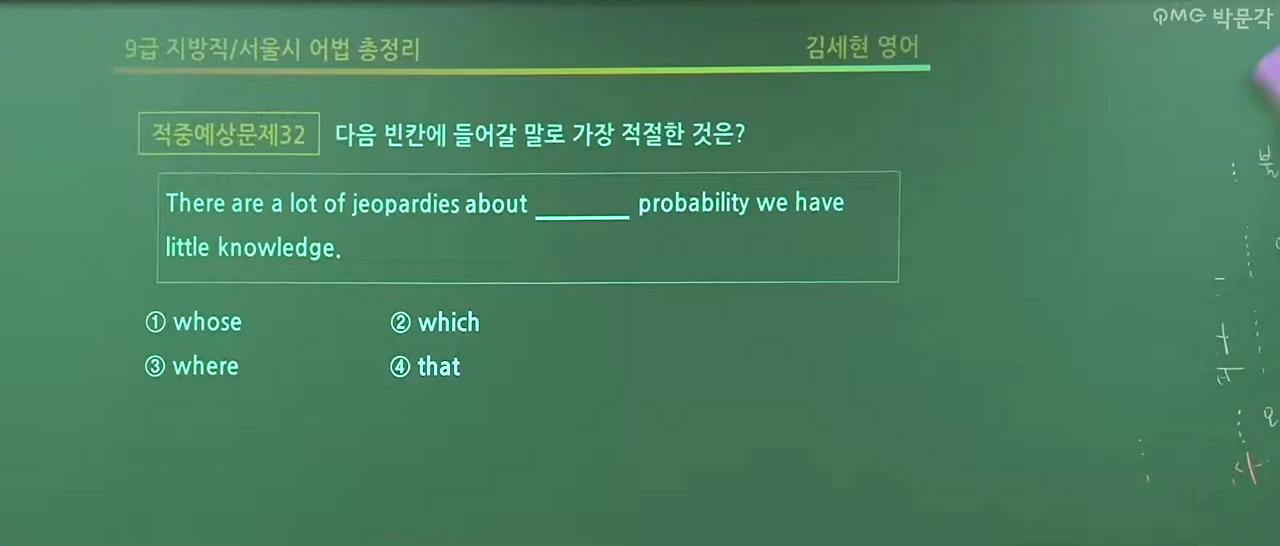 QMG 박문각
9급 지방직/서울시 어법 총정리
김세현 영어
적중예상문제32 다음 빈칸에 들어갈 말로 가장 적절한 것은?
There are a lot of jeopardies about ________ probability we have
little knowledge.
① whose ② which
③ where ④ that